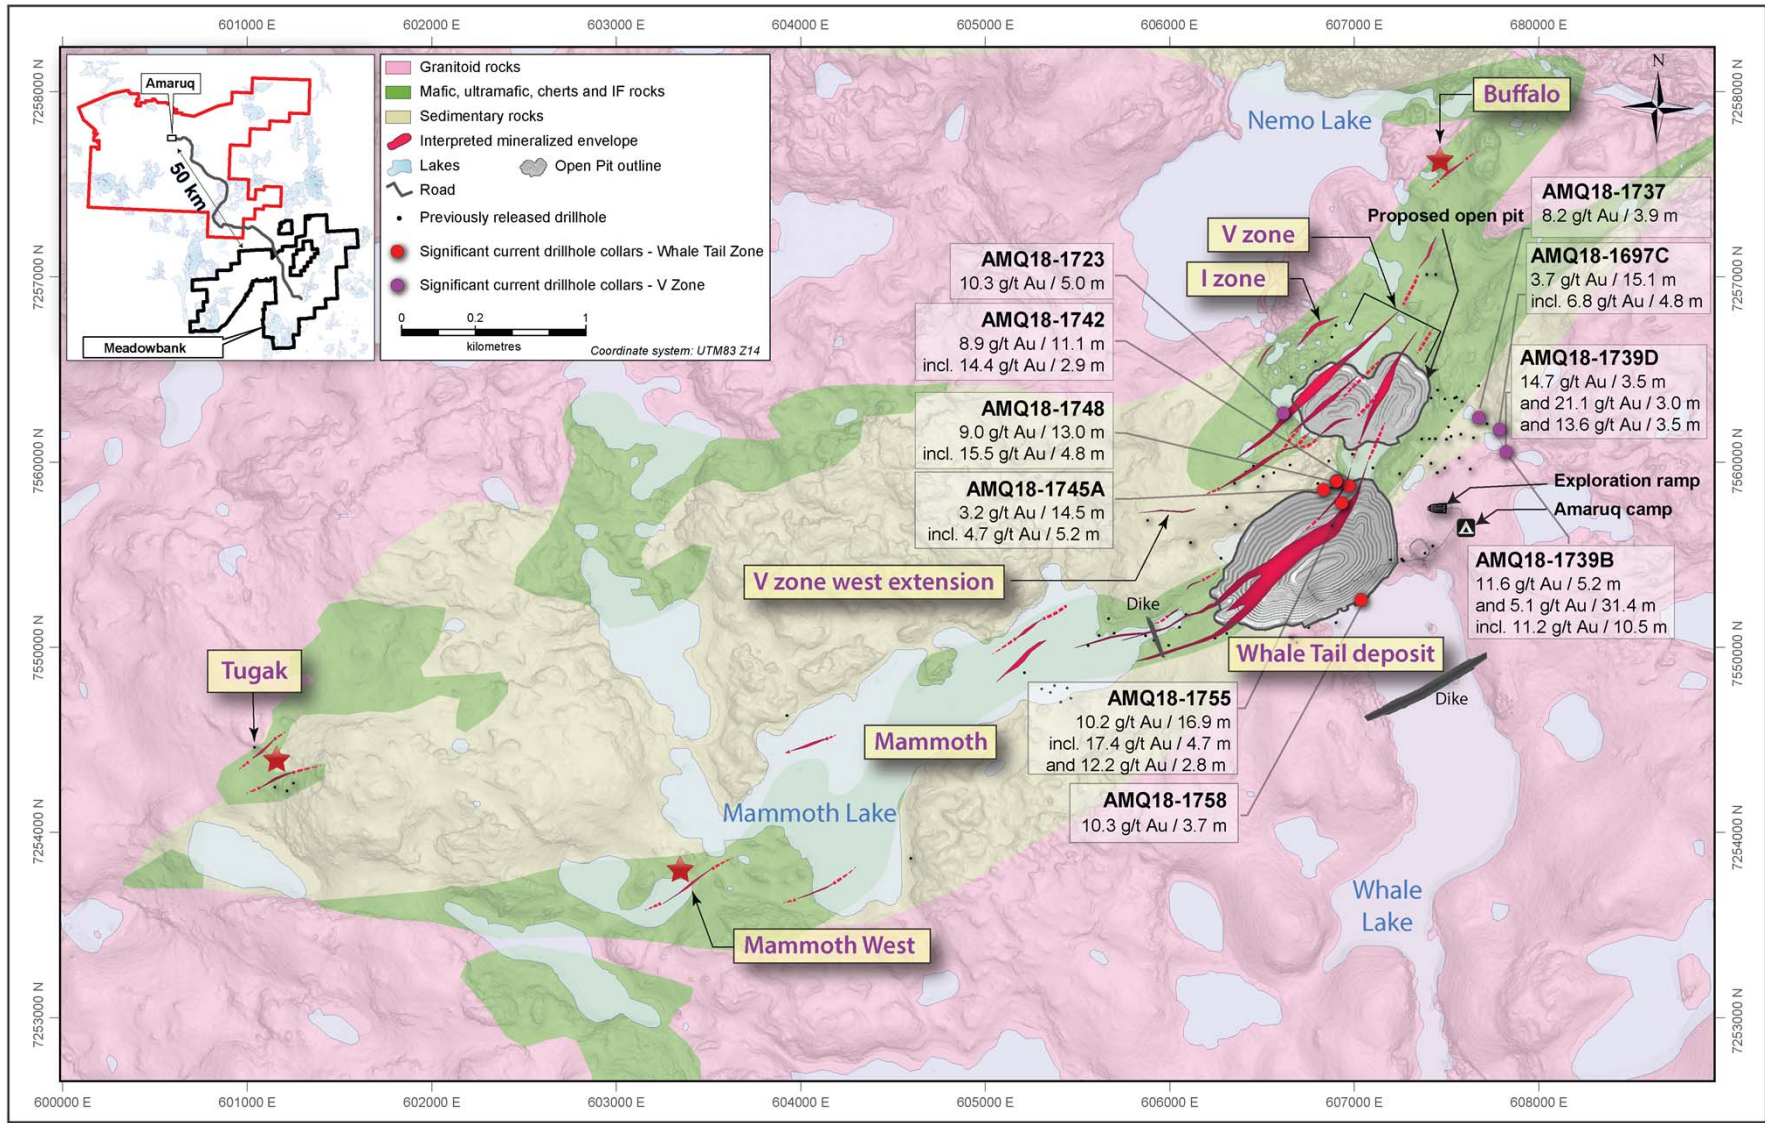 601000 E
602000 E
603000 E
604000 E
605000 E
606000 E
607000 E
680000 E
7258000 N
7257000 N
7560000 N
7550000 N
7254000 N
7253000 N
Amaruq
50 km
Meadowbank
Granitoid rocks
Mafic, ultramafic, cherts and IF rocks
Sedimentary rocks
Interpreted mineralized envelope
Lakes
Open Pit outline
Road
Previously released drillhole
Significant current drillhole collars - Whale Tail Zone
Significant current drillhole collars - V Zone
0
0.2
1
kilometres
Coordinate system: UTM83 Z14
N
Buffalo
Nemo Lake
V zone
I zone
Proposed open pit
AMQ18-1737
8.2 g/t Au / 3.9 m
AMQ18-1697C
3.7 g/t Au / 15.1 m
incl. 6.8 g/t Au / 4.8 m
AMQ18-1739D
14.7 g/t Au / 3.5 m
and 21.1 g/t Au / 3.0 m
and 13.6 g/t Au / 3.5 m
AMQ18-1723
10.3 g/t Au / 5.0 m
AMQ18-1742
8.9 g/t Au / 11.1 m
incl. 14.4 g/t Au / 2.9 m
AMQ18-1748
9.0 g/t Au / 13.0 m
incl. 15.5 g/t Au / 4.8 m
AMQ18-1745A
3.2 g/t Au / 14.5 m
incl. 4.7 g/t Au / 5.2 m
Exploration ramp
Amaruq camp
AMQ18-1739B
11.6 g/t Au / 5.2 m
and 5.1 g/t Au / 31.4 m
incl. 11.2 g/t Au / 10.5 m
V zone west extension
Dike
Whale Tail deposit
Dike
Tugak
AMQ18-1755
10.2 g/t Au / 16.9 m
incl. 17.4 g/t Au / 4.7 m
and 12.2 g/t Au / 2.8 m
Mammoth
AMQ18-1758
10.3 g/t Au / 3.7 m
Mammoth Lake
Whale
Lake
Mammoth West
7258000 N
7257000 N
7560000 N
7550000 N
7254000 N
7253000 N
600000 E
601000 E
602000 E
603000 E
604000 E
605000 E
606000 E
607000 E
608000 E